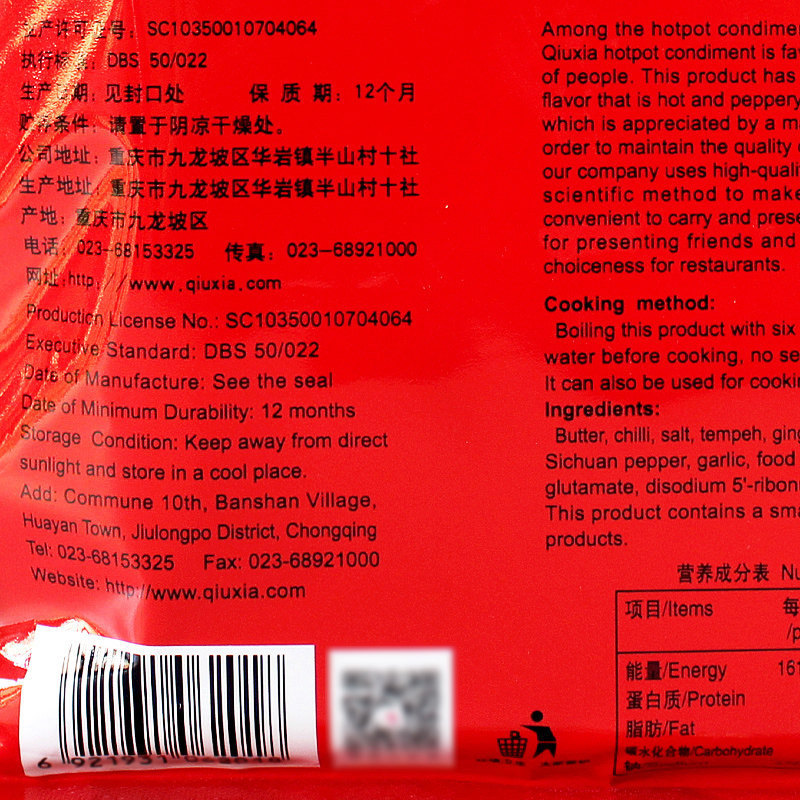 生产许可证号：SC10350010704064
执行标准：DBS 50/022
生产日期：见封口处 保 质 期：12个月
贮存条件：请置于阴凉干燥处。
公司地址：重庆市九龙坡区华岩镇半山村十社
生产地址：重庆市九龙坡区华岩镇半山村十社
产地：重庆市九龙坡区
电话：023-68153325 传真：023-68921000
网址:http://www.qiuxia.com
Production License No.: SC10350010704064
Executive Standard: DBS 50/022
Date of Manufacture: See the seal
Date of Minimum Durability: 12 months
Storage Condition: Keep away from direct
sunlight and store in a cool place.
Add: Commune 10th, Banshan Village,
Huayan Town, Jiulongpo District, Chongqing
Tel: 023-68153325 Fax: 023-68921000
Website: http://www.qiuxia.com
Among the hotpot
Qiuxia hotpot condiment is
of people. This product has
flavor that is hot and peppery
which is appreciated by a
order to maintain the quality
our company uses
scientific method to make
convenient to carry and
for presenting friends and
choiceness for restaurants.
Cooking method:
Boiling this product with six
water before cooking, no
It can also be used for
Ingredients:
Butter, chilli, salt, tempeh,
Sichuan pepper, garlic, food
glutamate, disodium
This product contains a
products.
营养成分表
项目/Items 每
能量/Energy
蛋白质/Protein
脂肪/Fat
碳水化合物/Carbohydrate